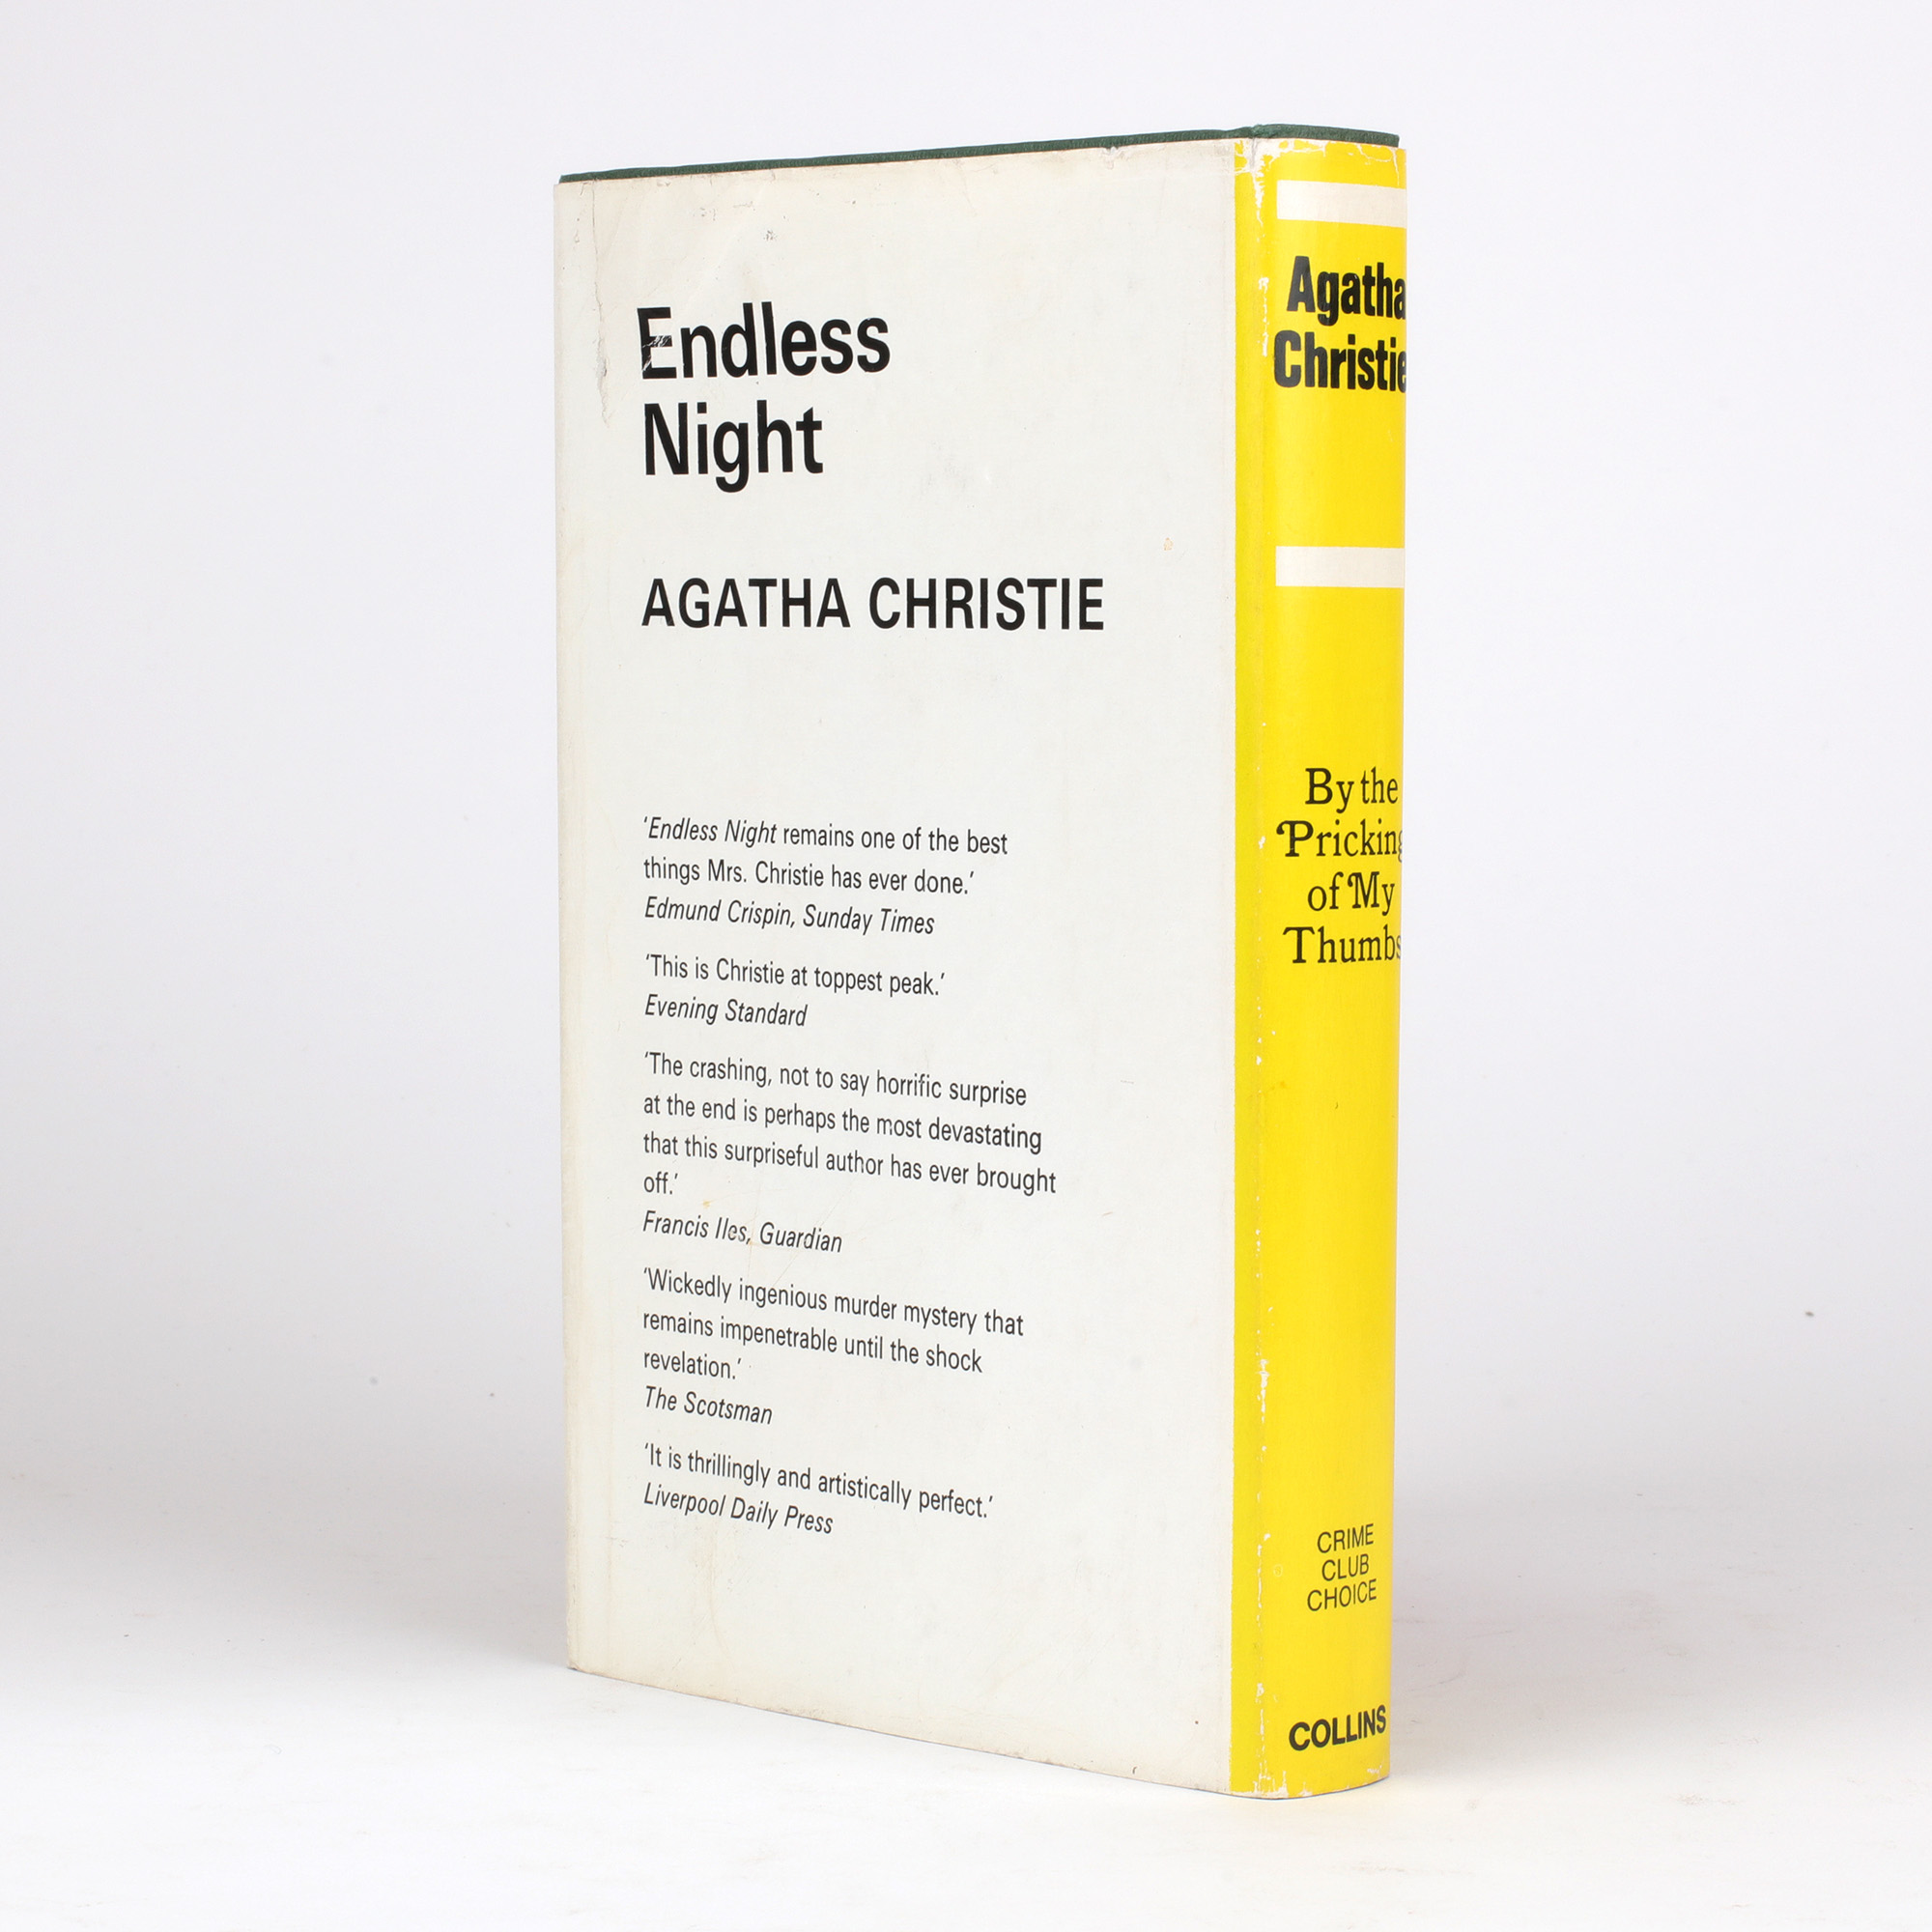 Endless
Night
AGATHA CHRISTIE
‘Endless Night remains one of the best
things Mrs. Christie has ever done.’
Edmund Crispin, Sunday Times
‘This is Christie at toppest peak.’
Evening Standard
‘The crashing, not to say horrific surprise
at the end is perhaps the most devastating
that this surpriseful author has ever brought
off.’
Francis Iles, Guardian
‘Wickedly ingenious murder mystery that
remains impenetrable until the shock
revelation.’
The Scotsman
‘It is thrillingly and artistically perfect.’
Liverpool Daily Press
Agatha
Christie
By the
Pricking
of My
Thumbs
CRIME
CLUB
CHOICE
COLLINS